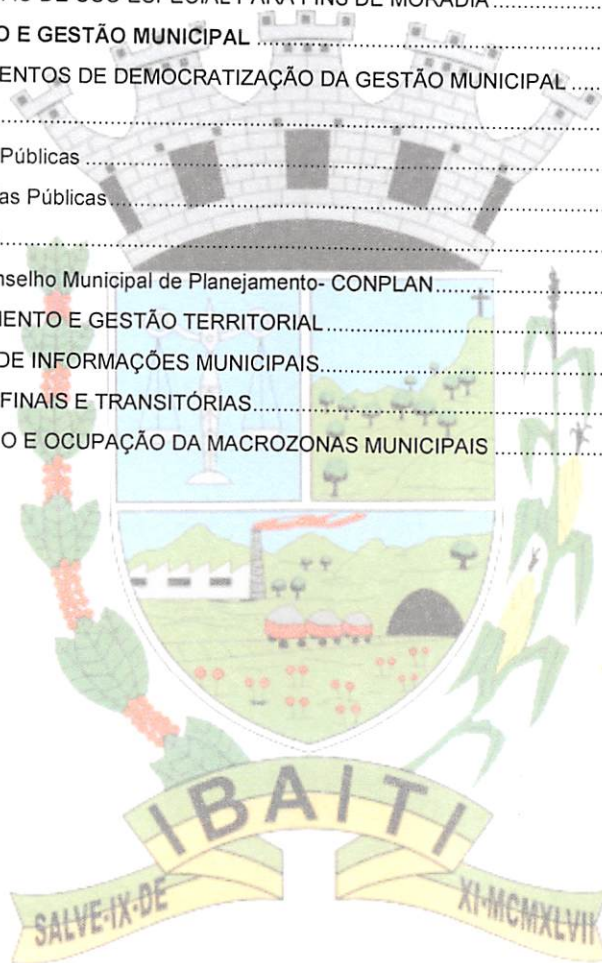 DE USO ESPECIAL PARA FINS DE MORADIA
O E GESTÃO MUNICIPAL
ENTOS DE DEMOCRATIZAÇÃO DA GESTÃO MUNICIPAL
Públicas
as Públicas
nselho Municipal de Planejamento- CONPLAN
MENTO E GESTÃO TERRITORIAL
DE INFORMAÇÕES MUNICIPAIS
FINAIS E TRANSITÓRIAS
O E OCUPAÇÃO DA MACROZONAS MUNICIPAIS
IBAITI
SALVE-IX-DE XI-MCMXLVII